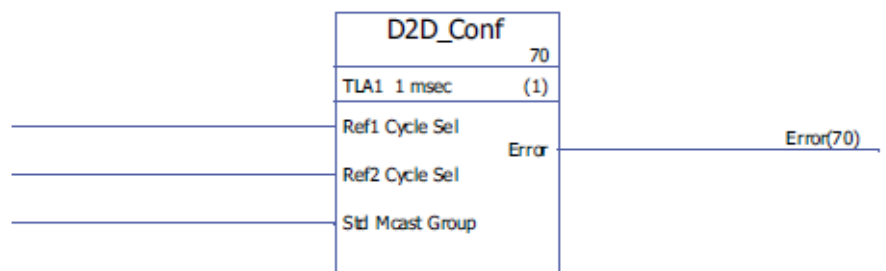 D2D_Conf
70
TLA1 1 msec (1)
Ref1 Cycle Sel
Error
Error(70)
Ref2 Cycle Sel
Std Mcast Group